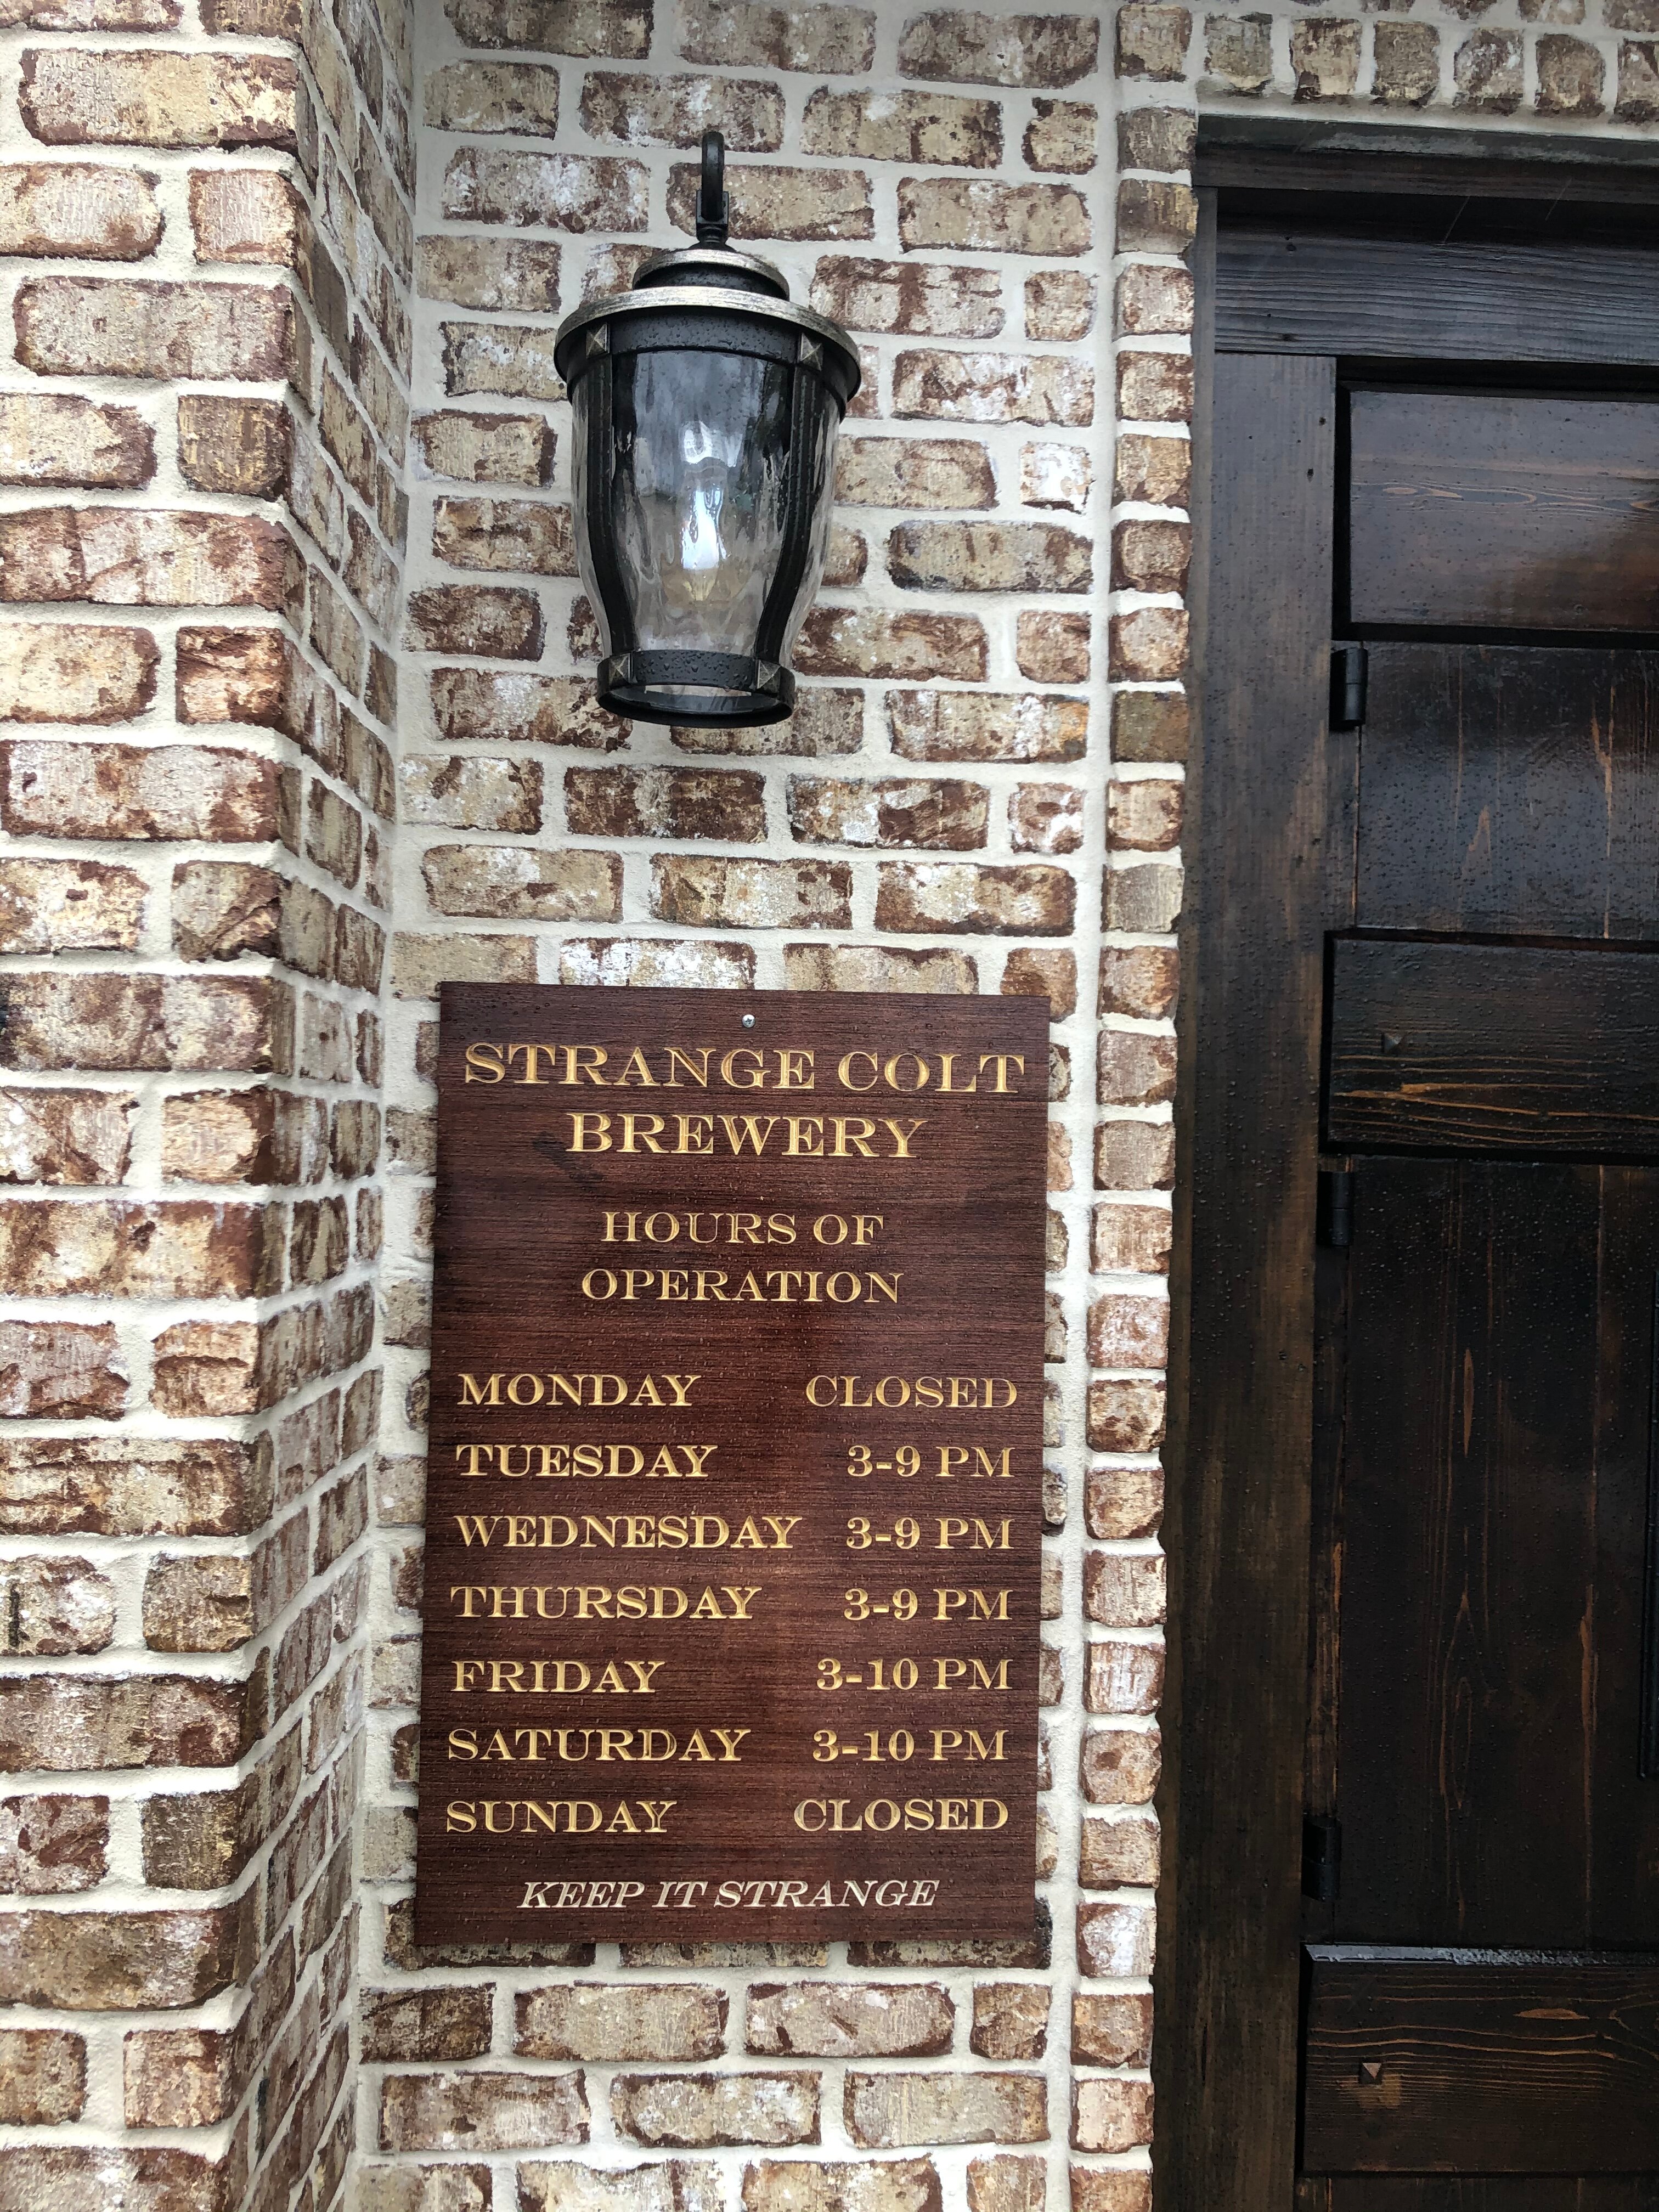 STRANGE COLT
BREWERY
HOURS OF
OPERATION
MONDAY CLOSED
TUESDAY 3-9 PM
WEDNESDAY 3-9 PM
THURSDAY 3-9 PM
FRIDAY 3-10 PM
SATURDAY 3-10 PM
SUNDAY CLOSED
KEEP IT STRANGE